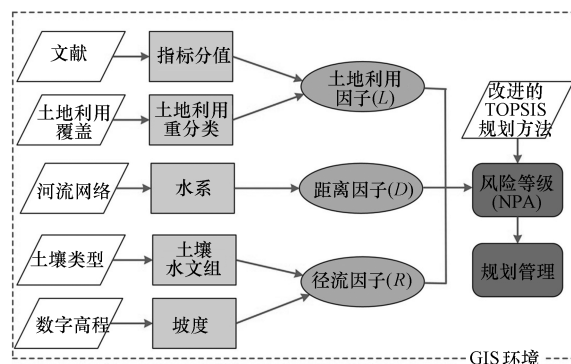 文献
指标分值
土地利用
覆盖
土地利用
重分类
土地利用
因子(L)
改进的
TOPSIS
规划方法
河流网络
水系
距离因子(D)
风险等级
(NPA)
土壤类型
土壤
水文组
径流因子(R)
规划管理
数字高程
坡度
GIS环境